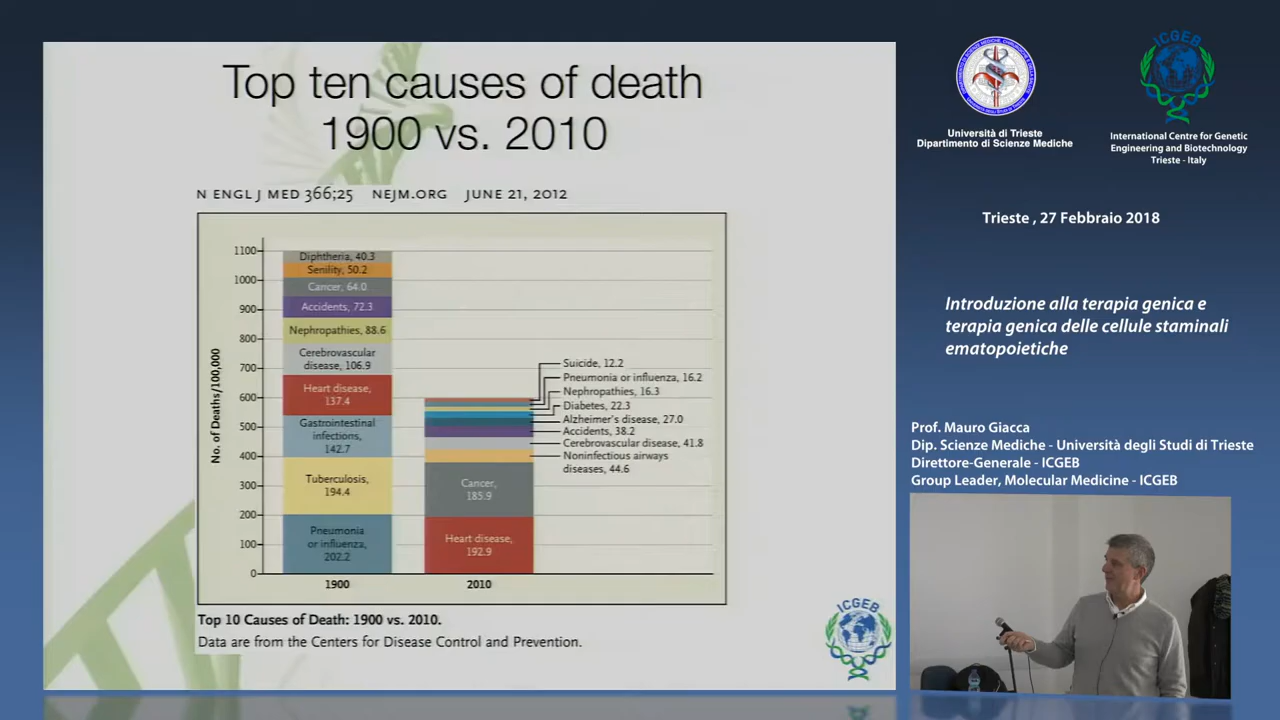 Top ten causes of death
1900 vs. 2010
N ENGL J MED 366;25 NEJM.ORG JUNE 21, 2012
No. of Deaths/100,000
1100
1000
900
800
700
600
500
400
300
200
100
0
Diphtheria, 40.3
Senility, 50.2
Cancer, 64.0
Accidents, 72.3
Nephropathies, 88.6
Cerebrovascular
disease, 106.9
Heart disease,
137.4
Gastrointestinal
infections,
142.7
Tuberculosis,
194.4
Pneumonia
or influenza,
202.2
1900
Suicide, 12.2
Pneumonia or influenza, 16.2
Nephropathies, 16.3
Diabetes, 22.3
Alzheimer's disease, 27.0
Accidents, 38.2
Cerebrovascular disease, 41.8
Noninfectious airways
diseases, 44.6
Cancer,
185.9
Heart disease,
192.9
2010
Top 10 Causes of Death: 1900 vs. 2010.
Data are from the Centers for Disease Control and Prevention.
ICGEB
Università di Trieste
Dipartimento di Scienze Mediche
ICGEB
International Centre for Genetic
Engineering and Biotechnology
Trieste - Italy
Trieste , 27 Febbraio 2018
Introduzione alla terapia genica e
terapia genica delle cellule staminali
ematopoietiche
Prof. Mauro Giacca
Dip. Scienze Mediche - Università degli Studi di Trieste
Direttore-Generale - ICGEB
Group Leader, Molecular Medicine - ICGEB